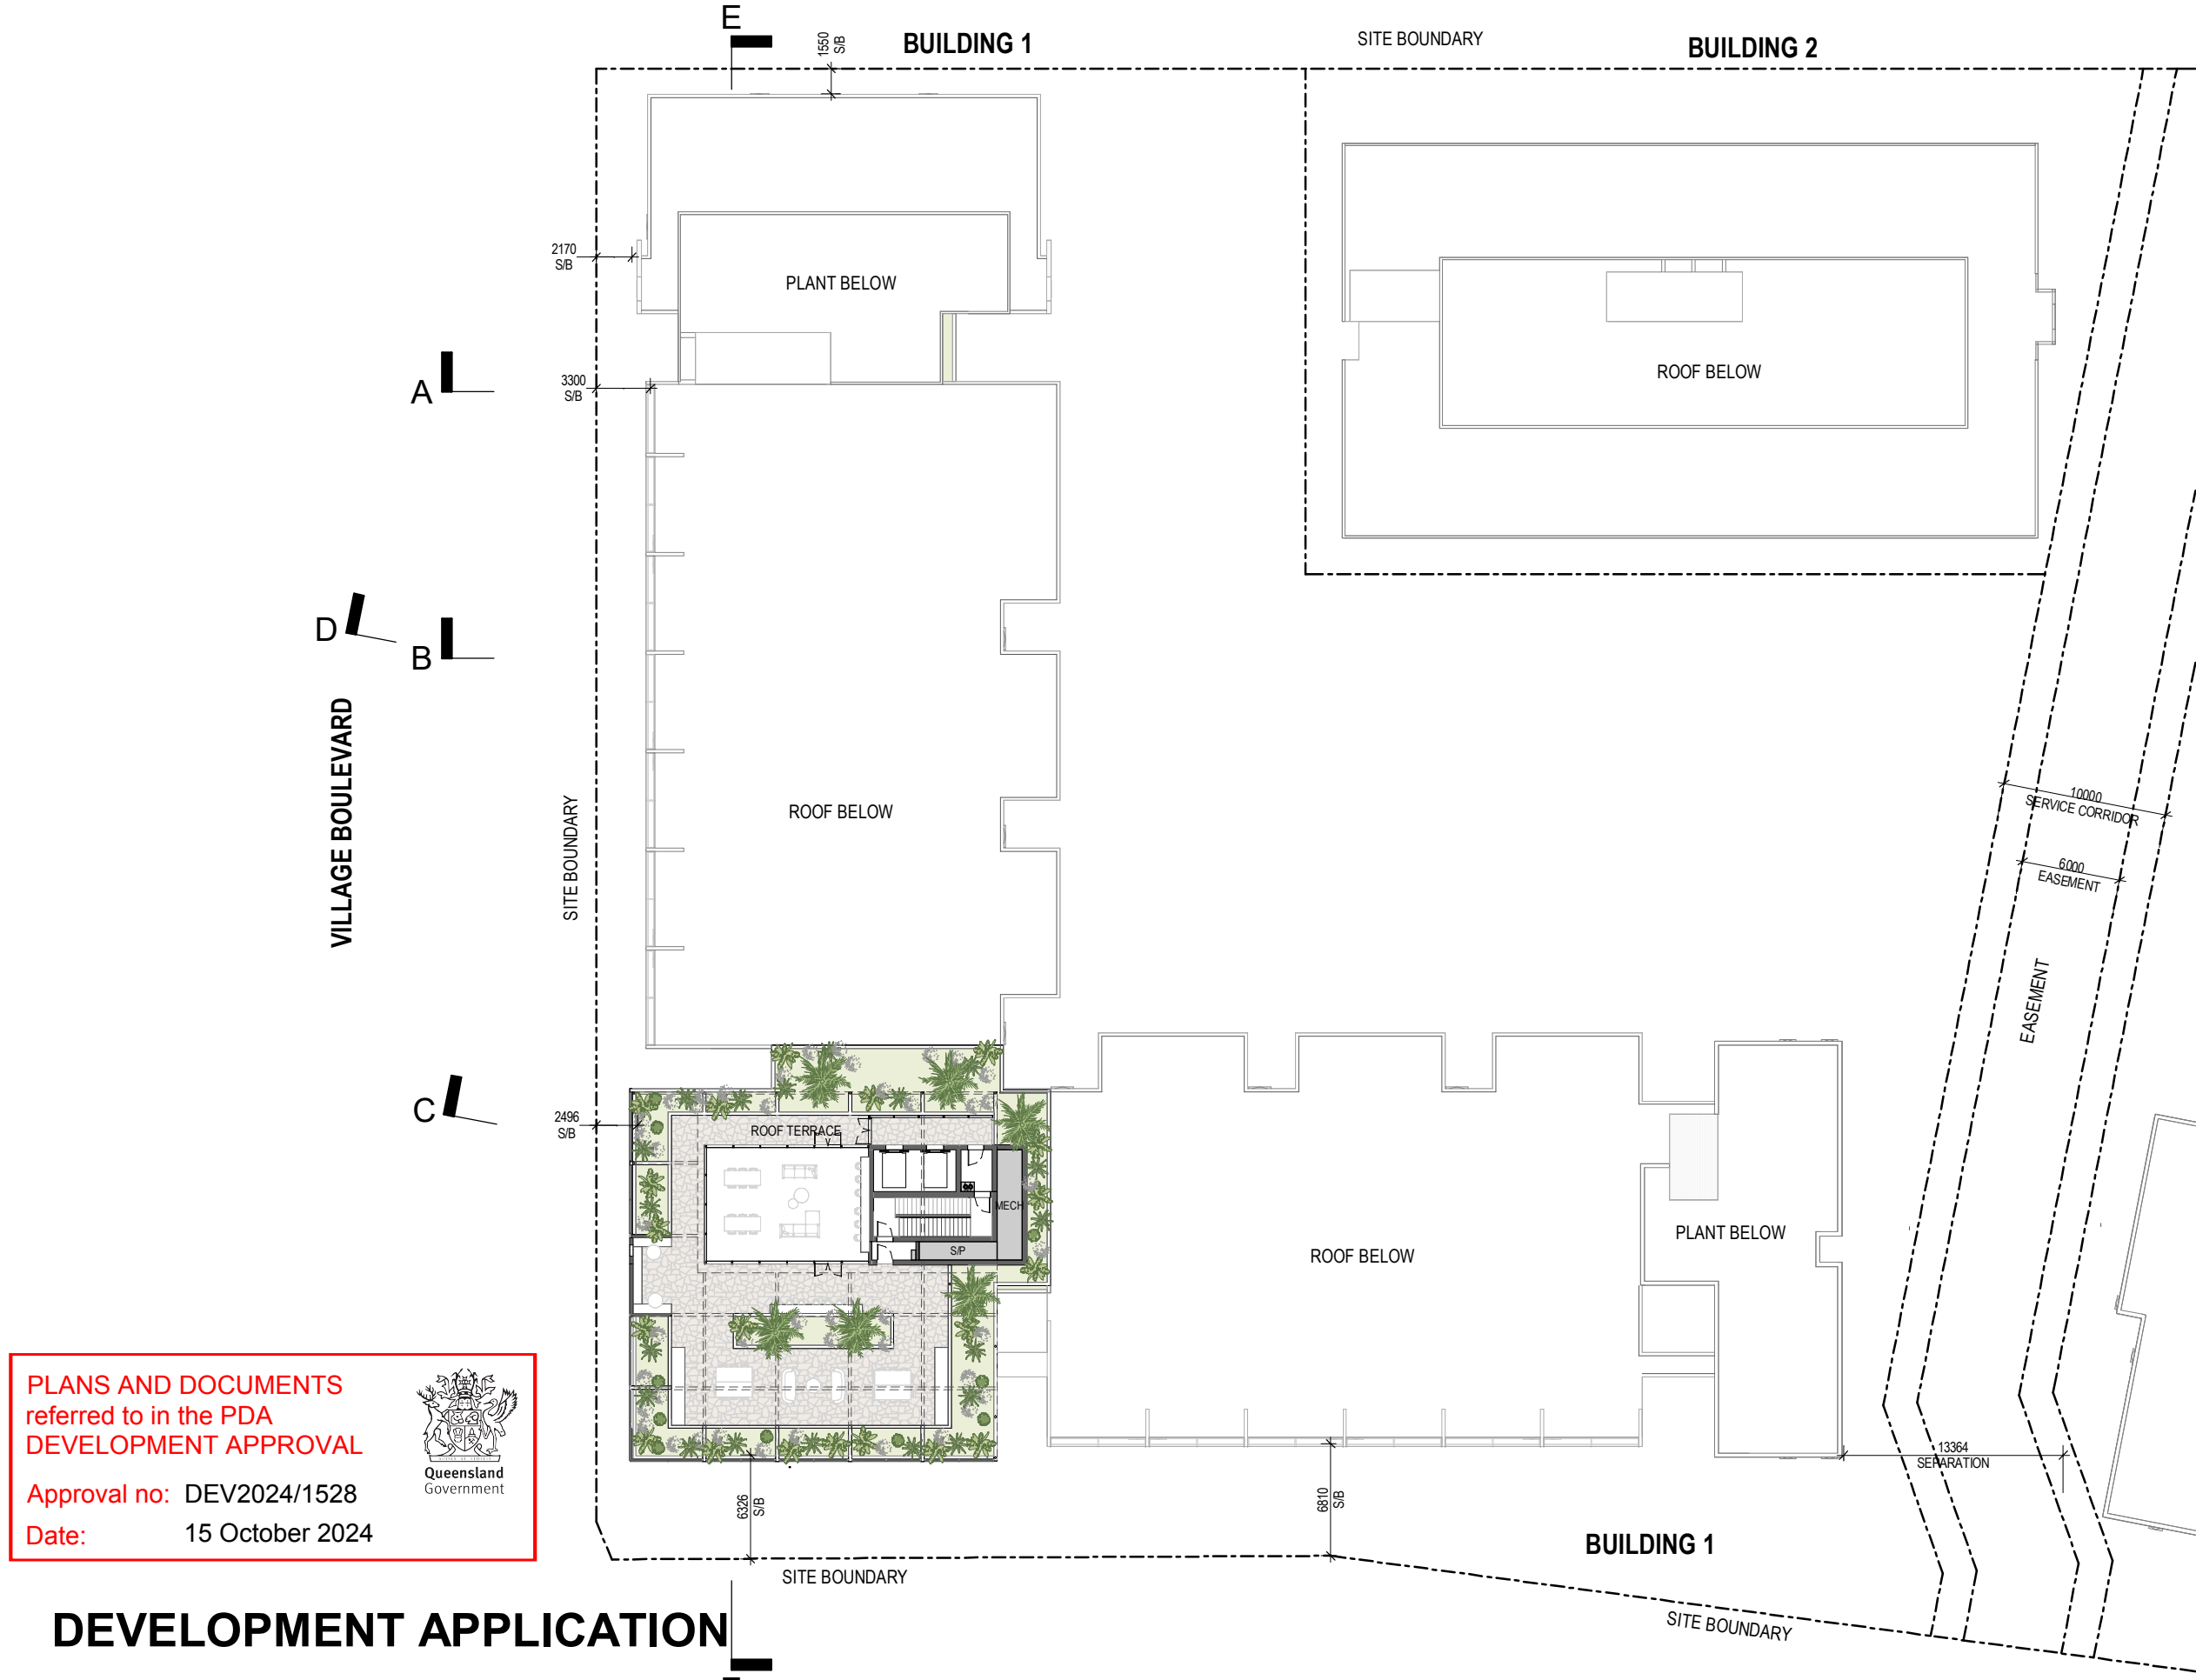 E
1550
S/B
BUILDING 1
SITE BOUNDARY
BUILDING 2
2170
S/B
PLANT BELOW
A
3300
S/B
ROOF BELOW
D
B
VILLAGE BOULEVARD
SITE BOUNDARY
ROOF BELOW
10000
SERVICE CORRIDOR
6000
EASEMENT
EASEMENT
C
2496
S/B
ROOF TERRACE
MECH
S/P
ROOF BELOW
PLANT BELOW
PLANS AND DOCUMENTS
referred to in the PDA
DEVELOPMENT APPROVAL
Queensland
Government
Approval no: DEV2024/1528
Date: 15 October 2024
6326
S/B
6810
S/B
13364
SEPARATION
BUILDING 1
SITE BOUNDARY
SITE BOUNDARY
DEVELOPMENT APPLICATION